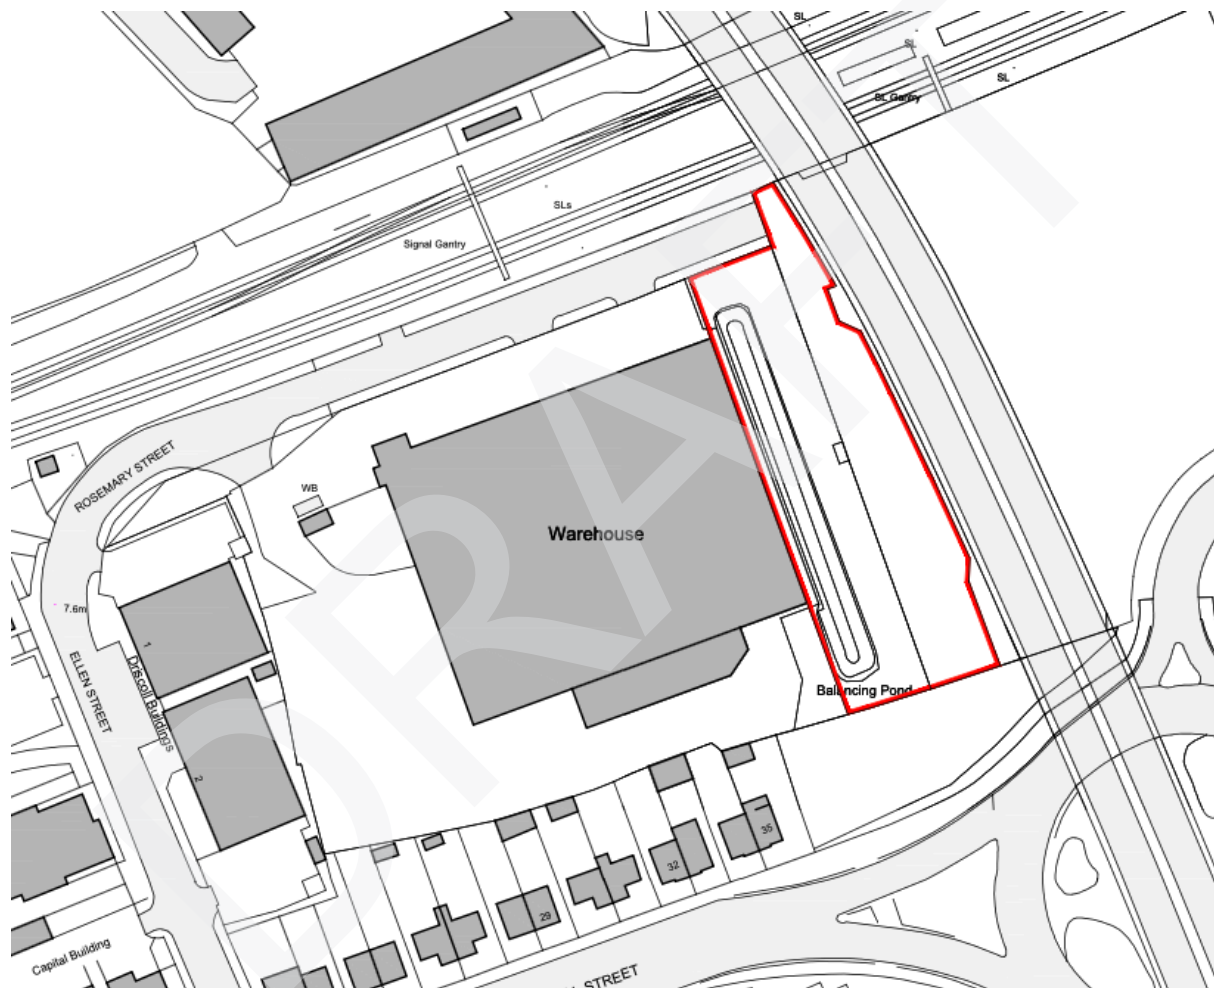 SL
SL
SL
SL Gantry
SLs
Signal Gantry
ROSEMARY STREET
WB
Warehouse
7.6m
1
ELLEN STREET
Driscoll Buildings
2
Balancing Pond
35
32
29
Capital Building
STREET
DRAFT